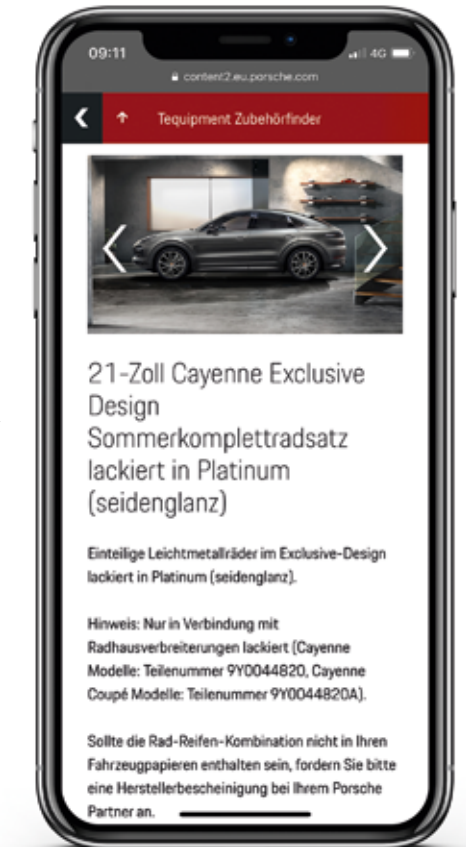 09:11
4G
content2.eu.porsche.com
Tequipment Zubehörfinder
21-Zoll Cayenne Exclusive
Design
Sommerkomplettradsatz
lackiert in Platinum
(seidenglanz)
Einteilige Leichtmetallräder im Exclusive-Design
lackiert in Platinum (seidenglanz).
Hinweis: Nur in Verbindung mit
Radhausverbreiterungen lackiert (Cayenne
Modelle: Teilenummer 9Y0044820, Cayenne
Coupé Modelle: Teilenummer 9Y0044820A).
Sollte die Rad-Reifen-Kombination nicht in Ihren
Fahrzeugpapieren enthalten sein, fordern Sie bitte
eine Herstellerbescheinigung bei Ihrem Porsche
Partner an.